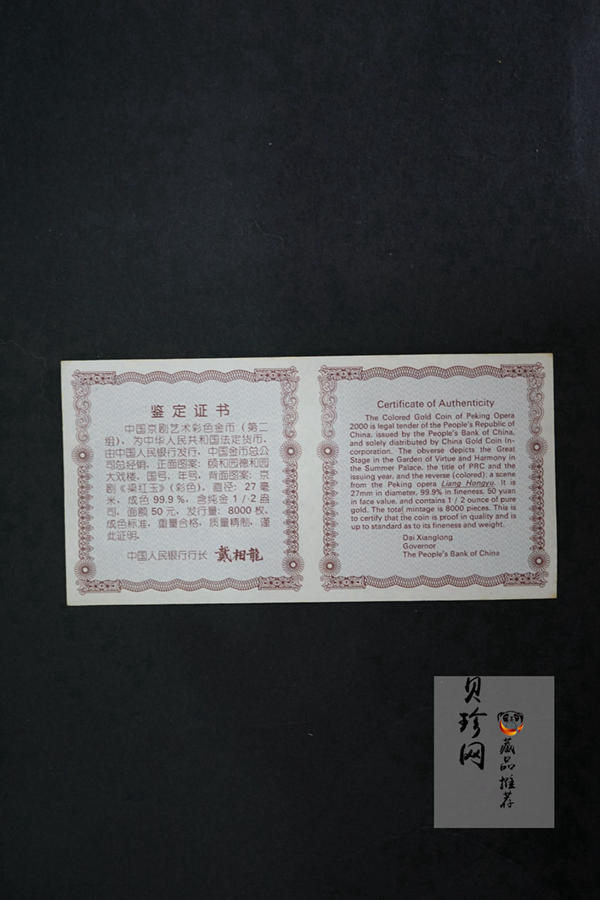 鉴定证书
中国京剧艺术彩色金币（第二
组），为中华人民共和国法定货币。
由中国人民银行发行，中国金币总公
司总经销，正面图案：颐和园德和园
大戏楼，国号，年号，背面图案：京
剧《梁红玉》（彩色），直径：27毫
米，成色99.9%，含纯金1/2盎
司，面额50元，发行量：8000枚，
成色标准，重量合格，质量精制，谨
此证明。
中国人民银行行长 戴相龍
Certificate of Authenticity
The Colored Gold Coin of Peking Opera
2000 is legal tender of the People's Republic of
China, issued by the People's Bank of China,
and solely distributed by China Gold Coin In-
corporation. The obverse depicts the Great
Stage in the Garden of Virtue and Harmony in
the Summer Palace, the title of PRC and the
issuing year, and the reverse (colored): a scene
from the Peking opera Liang Hongyu. It is
27mm in diameter, 99.9% in fineness. 50 yuan
in face value, and contains 1/2 ounce of pure
gold. The total mintage is 8000 pieces. This is
to certify that the coin is proof in quality and is
up to standard as to its fineness and weight.
Dai Xianglong
Governor
The People's Bank of China
贝珍网
藏品推荐